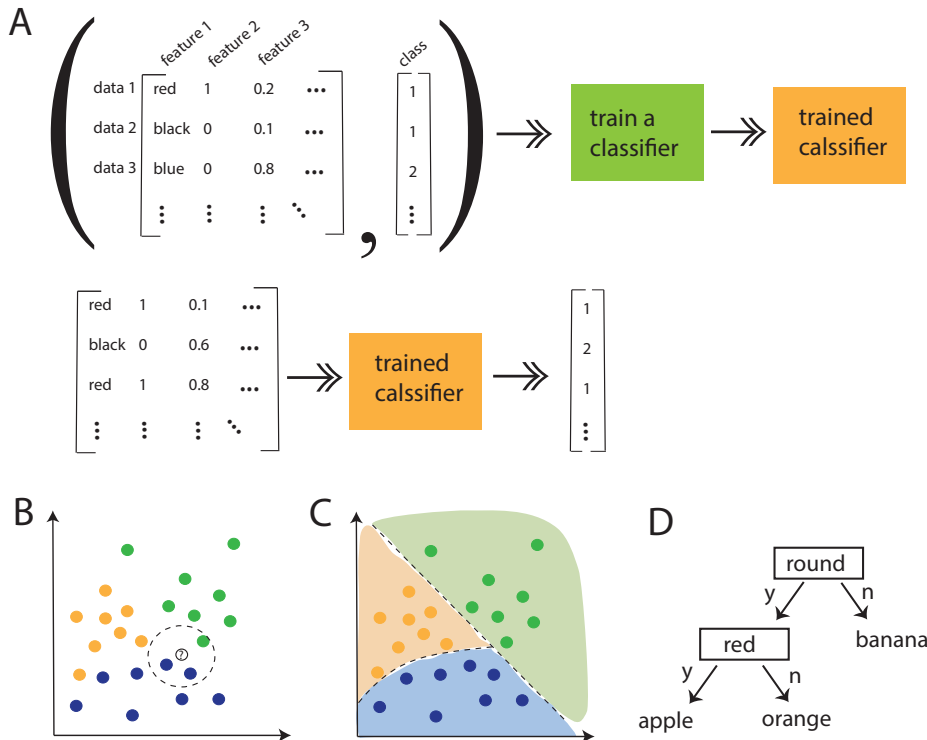 A
feature 1 feature 2 feature 3 class
data 1 red 1 0.2 ••• 1
data 2 black 0 0.1 ••• 1
data 3 blue 0 0.8 ••• 2
,
train a
classifier
trained
calssifier
red 1 0.1 ••• 1
black 0 0.6 ••• 2
red 1 0.8 ••• 1
trained
calssifier
B
?
C
D
round
y n
red banana
y n
apple orange